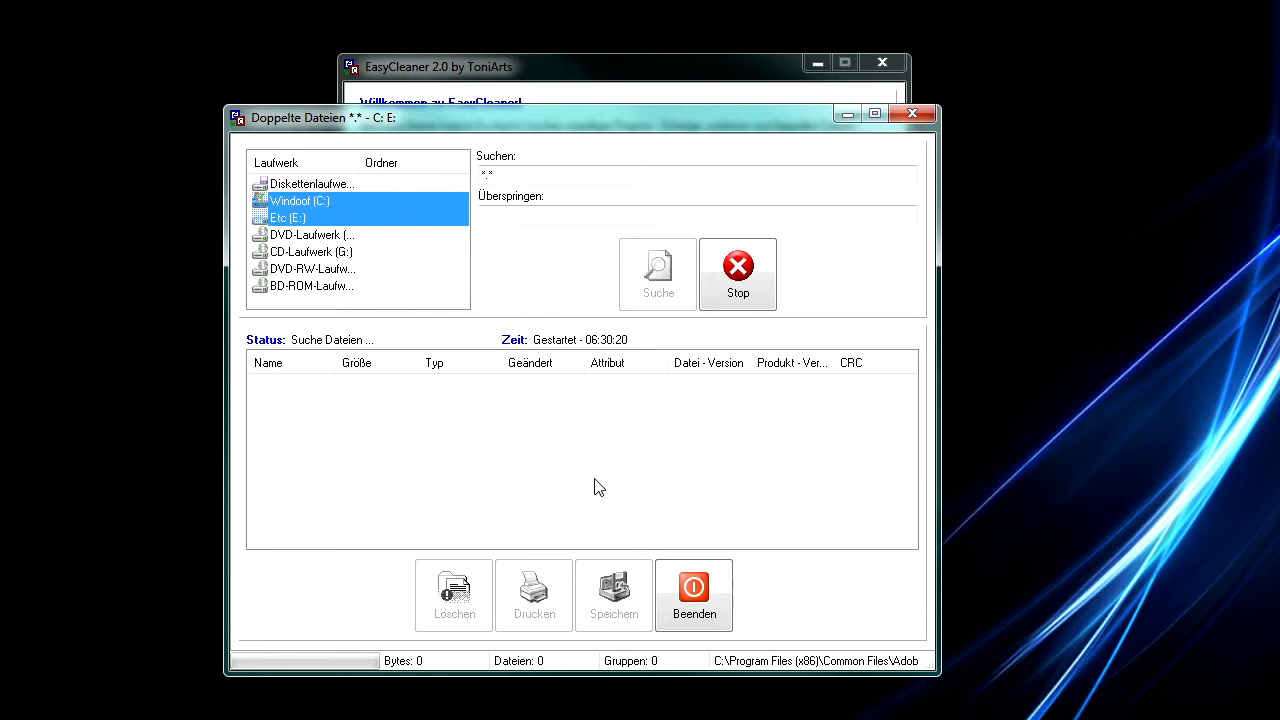 EasyCleaner 2.0 by ToniArts
Willkommen zu EasyCleaner!
Doppelte Dateien *.* - C: E:
Laufwerk Ordner
Diskettenlaufwe...
Windoof (C:)
Etc (E:)
DVD-Laufwerk (...
CD-Laufwerk (G:)
DVD-RW-Laufw...
BD-ROM-Laufw...
Suchen:
*.*
Überspringen:
Suche Stop
Status: Suche Dateien ... Zeit: Gestartet - 06:30:20
Name Größe Typ Geändert Attribut Datei - Version Produkt - Ver... CRC
Löschen Drucken Speichern Beenden
Bytes: 0 Dateien: 0 Gruppen: 0 C:\Program Files (x86)\Common Files\Adob